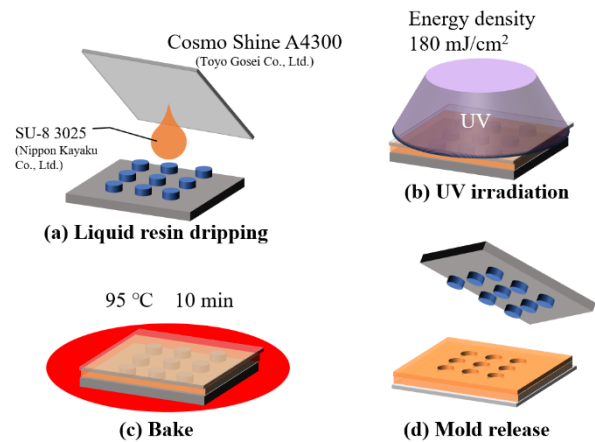 Cosmo Shine A4300
(Toyo Gosei Co., Ltd.)
SU-8 3025
(Nippon Kayaku
Co., Ltd.)
(a) Liquid resin dripping
Energy density
180 mJ/cm²
UV
(b) UV irradiation
95 ℃ 10 min
(c) Bake
(d) Mold release